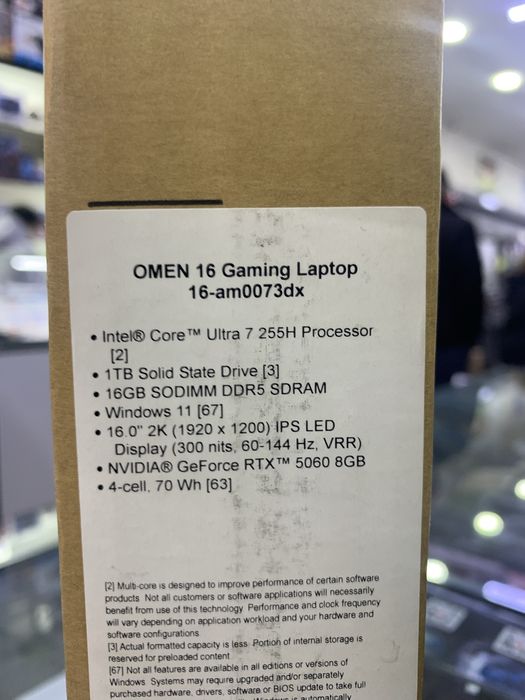 OMEN 16 Gaming Laptop
16-am0073dx
• Intel® Core™ Ultra 7 255H Processor
[2]
• 1TB Solid State Drive [3]
• 16GB SODIMM DDR5 SDRAM
• Windows 11 [67]
• 16.0" 2K (1920 x 1200) IPS LED
Display (300 nits, 60-144 Hz, VRR)
• NVIDIA® GeForce RTX™ 5060 8GB
• 4-cell, 70 Wh [63]
[2] Multi-core is designed to improve performance of certain software
products. Not all customers or software applications will necessarily
benefit from use of this technology. Performance and clock frequency
will vary depending on application workload and your hardware and
software configurations.
[3] Actual formatted capacity is less. Portion of internal storage is
reserved for preloaded content.
[67] Not all features are available in all editions or versions of
Windows. Systems may require upgraded and/or separately
purchased hardware, drivers, software or BIOS update to take full
Windows is automatically